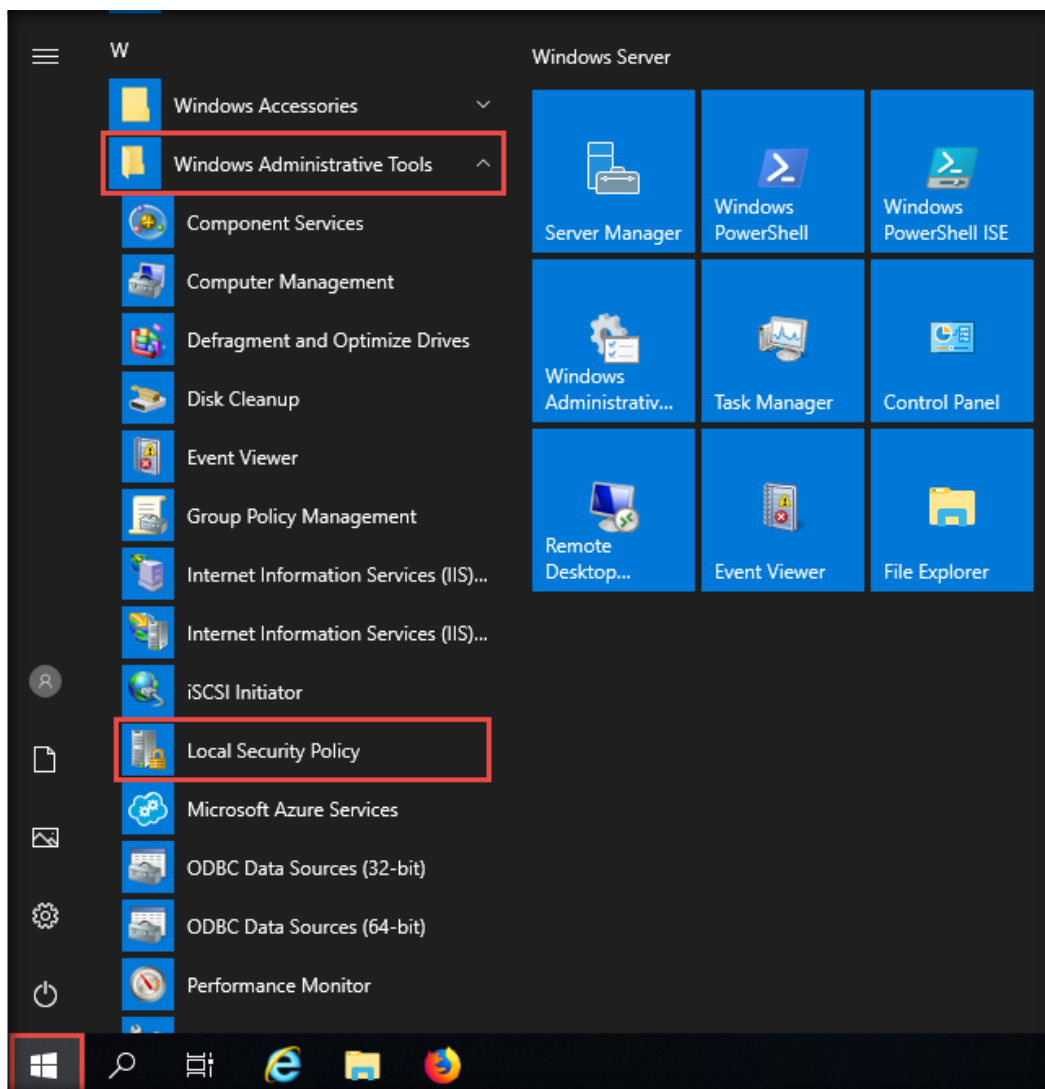 W
Windows Accessories
Windows Administrative Tools
Component Services
Computer Management
Defragment and Optimize Drives
Disk Cleanup
Event Viewer
Group Policy Management
Internet Information Services (IIS)...
Internet Information Services (IIS)...
iSCSI Initiator
Local Security Policy
Microsoft Azure Services
ODBC Data Sources (32-bit)
ODBC Data Sources (64-bit)
Performance Monitor
Windows Server
Server Manager
Windows
PowerShell
Windows
PowerShell ISE
Windows
Administrativ...
Task Manager
Control Panel
Remote
Desktop...
Event Viewer
File Explorer